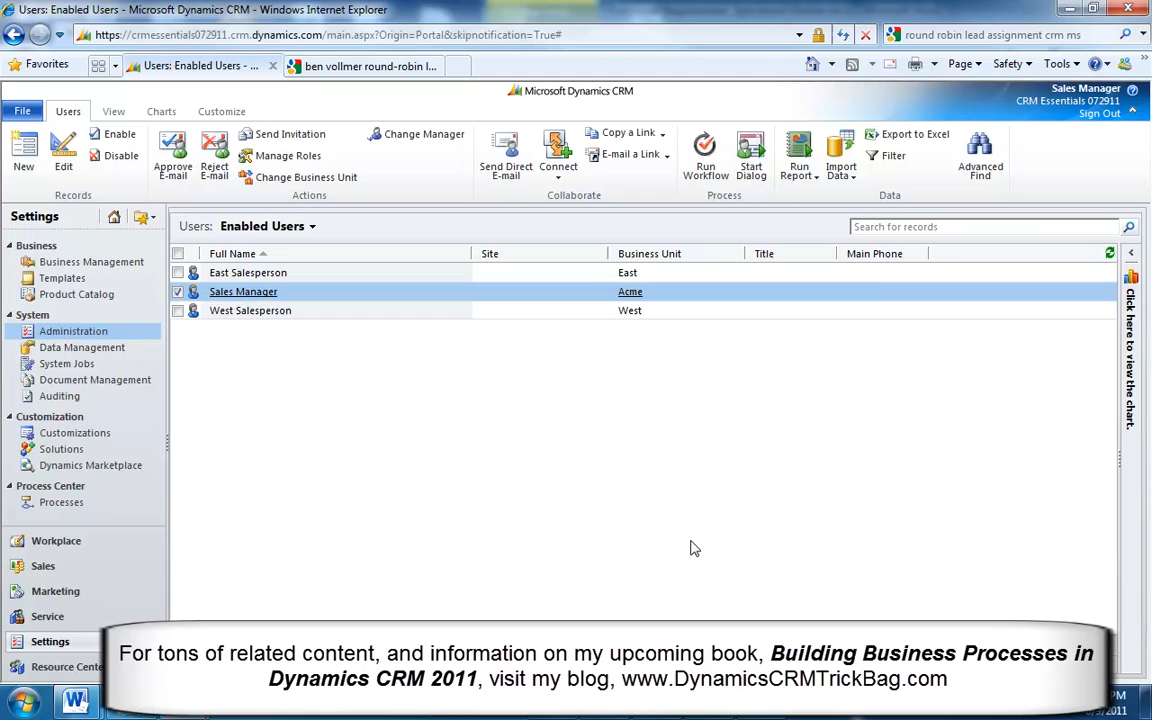 Users: Enabled Users - Microsoft Dynamics CRM - Windows Internet Explorer
https://crmessentials072911.crm.dynamics.com/main.aspx?Origin=Portal&skipnotification=True#
round robin lead assignment crm ms
Favorites
Users: Enabled Users - ...
ben vollmer round-robin l...
Page
Safety
Tools
Microsoft Dynamics CRM
Sales Manager
CRM Essentials 072911
Sign Out
File
Users
View
Charts
Customize
New
Edit
Enable
Disable
Records
Approve E-mail
Reject E-mail
Send Invitation
Manage Roles
Change Business Unit
Change Manager
Actions
Send Direct E-mail
Connect
Copy a Link
E-mail a Link
Collaborate
Run Workflow
Start Dialog
Process
Run Report
Import Data
Export to Excel
Filter
Advanced Find
Data
Settings
Business
Business Management
Templates
Product Catalog
System
Administration
Data Management
System Jobs
Document Management
Auditing
Customization
Customizations
Solutions
Dynamics Marketplace
Process Center
Processes
Workplace
Sales
Marketing
Service
Settings
Resource Cente
Users: Enabled Users
Search for records
Full Name
Site
Business Unit
Title
Main Phone
East Salesperson
East
Sales Manager
Acme
West Salesperson
West
Click here to view the chart.
For tons of related content, and information on my upcoming book, Building Business Processes in
Dynamics CRM 2011, visit my blog, www.DynamicsCRMTrickBag.com